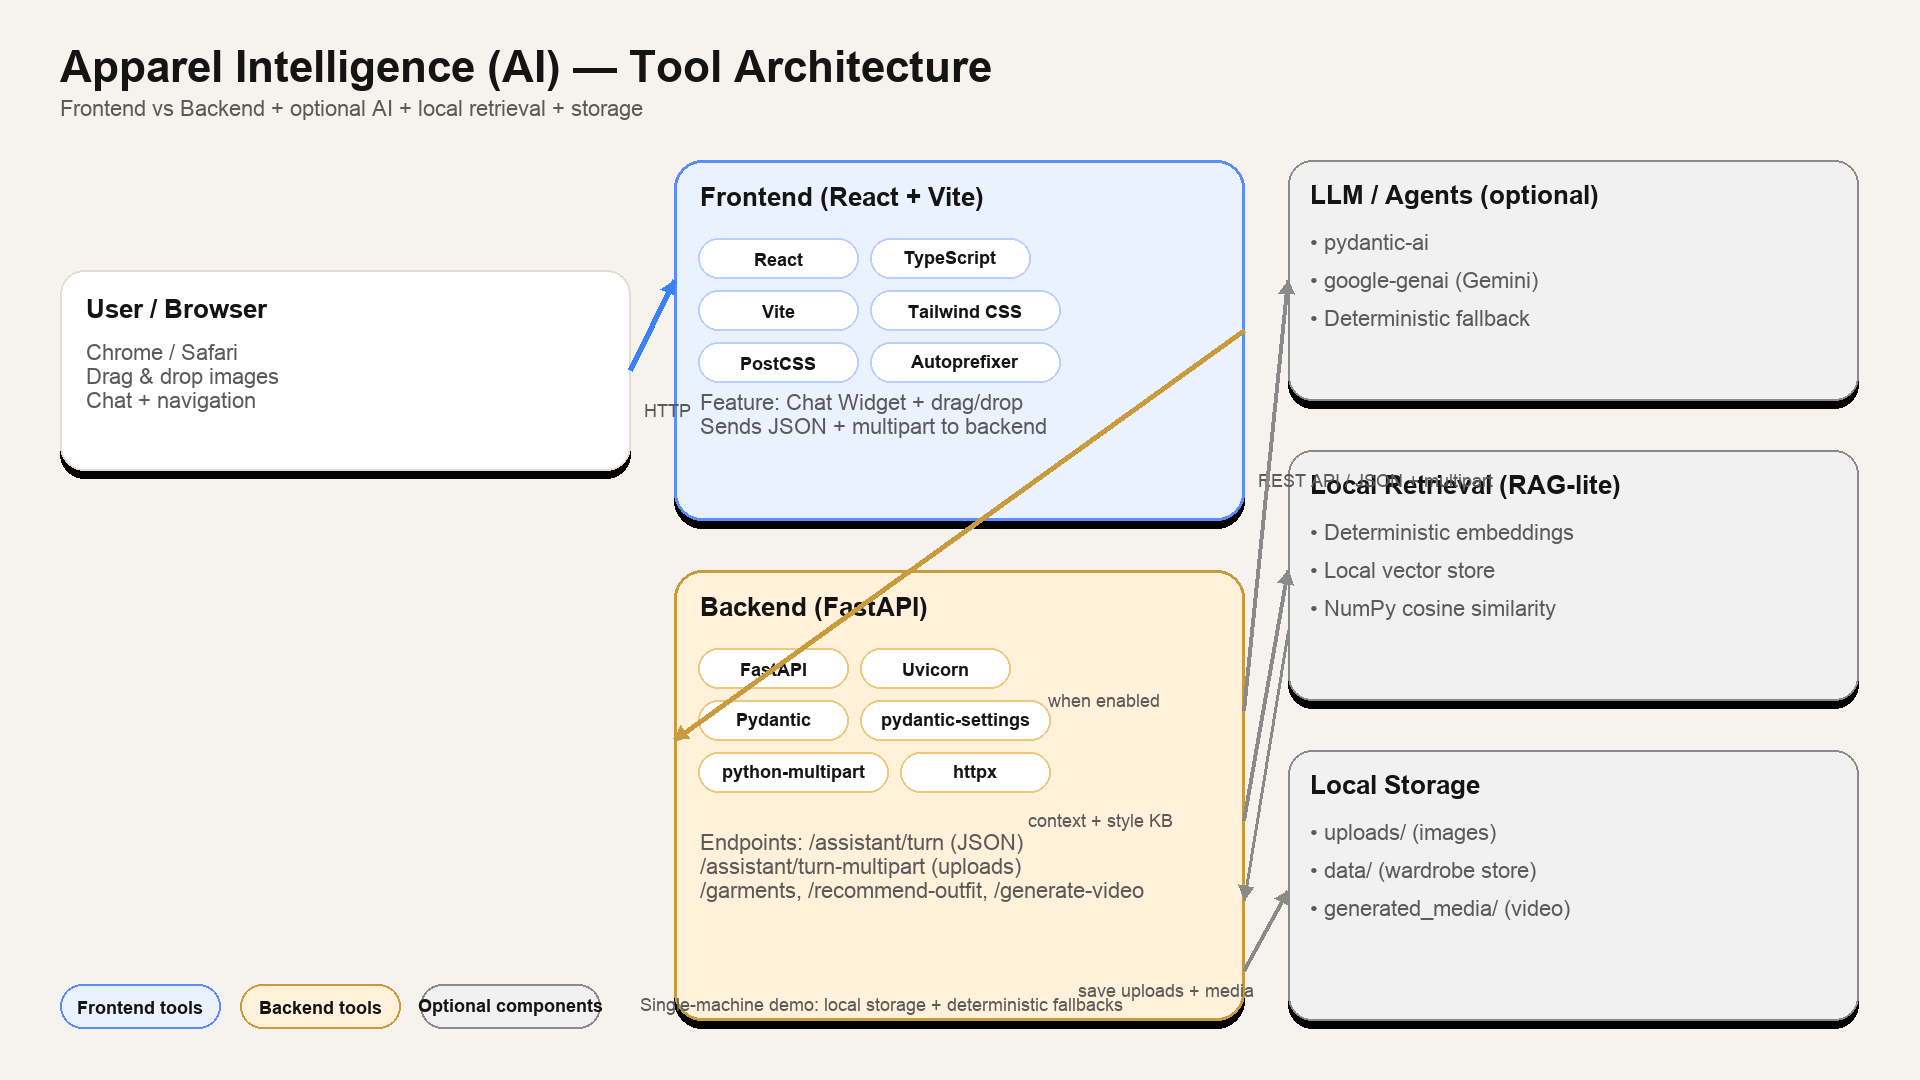 Apparel Intelligence (AI) — Tool Architecture
Frontend vs Backend + optional AI + local retrieval + storage
User / Browser
Chrome / Safari
Drag & drop images
Chat + navigation
HTTP
Frontend (React + Vite)
React
TypeScript
Vite
Tailwind CSS
PostCSS
Autoprefixer
Feature: Chat Widget + drag/drop
Sends JSON + multipart to backend
REST API / JSON + multipart
Backend (FastAPI)
FastAPI
Uvicorn
Pydantic
pydantic-settings
python-multipart
httpx
when enabled
context + style KB
Endpoints: /assistant/turn (JSON)
/assistant/turn-multipart (uploads)
/garments, /recommend-outfit, /generate-video
save uploads + media
LLM / Agents (optional)
• pydantic-ai
• google-genai (Gemini)
• Deterministic fallback
Local Retrieval (RAG-lite)
• Deterministic embeddings
• Local vector store
• NumPy cosine similarity
Local Storage
• uploads/ (images)
• data/ (wardrobe store)
• generated_media/ (video)
Frontend tools
Backend tools
Optional components
Single-machine demo: local storage + deterministic fallbacks